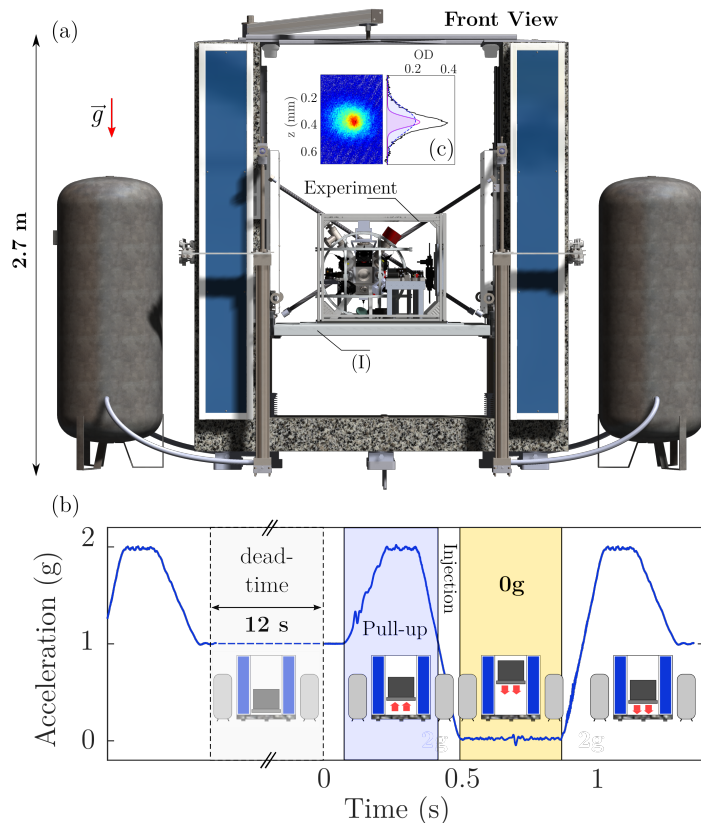 (a)
Front View
g
2.7 m
OD
0.2 0.4
z (mm)
0.2
0.4
0.6
(c)
Experiment
(I)
(b)
Acceleration (g)
2
1
0
dead-
time
12 s
Pull-up
Injection
0g
2g
2g
0 0.5 1
Time (s)